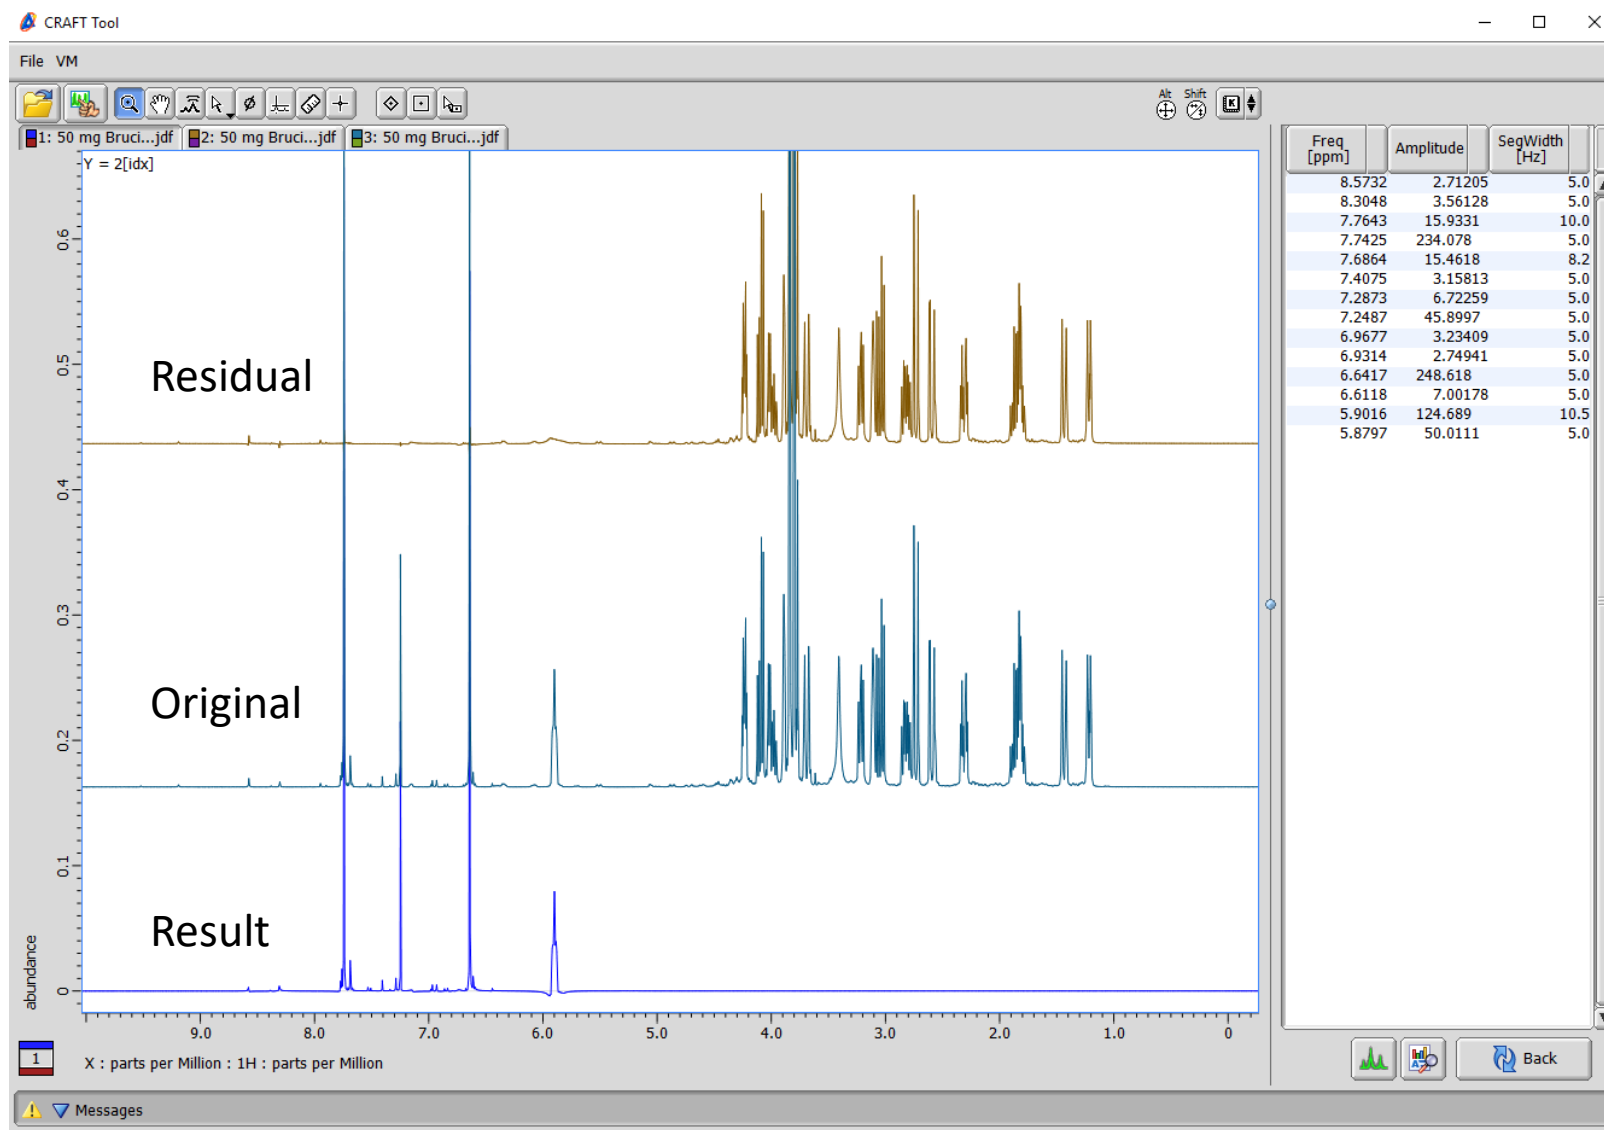 CRAFT Tool
File VM
Alt Shift
K
1: 50 mg Bruci...jdf 2: 50 mg Bruci...jdf 3: 50 mg Bruci...jdf
Y = 2[idx]
0.6
0.5
0.4
0.3
0.2
0.1
0
abundance
Residual
Original
Result
9.0 8.0 7.0 6.0 5.0 4.0 3.0 2.0 1.0 0
X : parts per Million : 1H : parts per Million
1
Freq [ppm] Amplitude SegWidth [Hz]
8.5732 2.71205 5.0
8.3048 3.56128 5.0
7.7643 15.9331 10.0
7.7425 234.078 5.0
7.6864 15.4618 8.2
7.4075 3.15813 5.0
7.2873 6.72259 5.0
7.2487 45.8997 5.0
6.9677 3.23409 5.0
6.9314 2.74941 5.0
6.6417 248.618 5.0
6.6118 7.00178 5.0
5.9016 124.689 10.5
5.8797 50.0111 5.0
Back
Messages